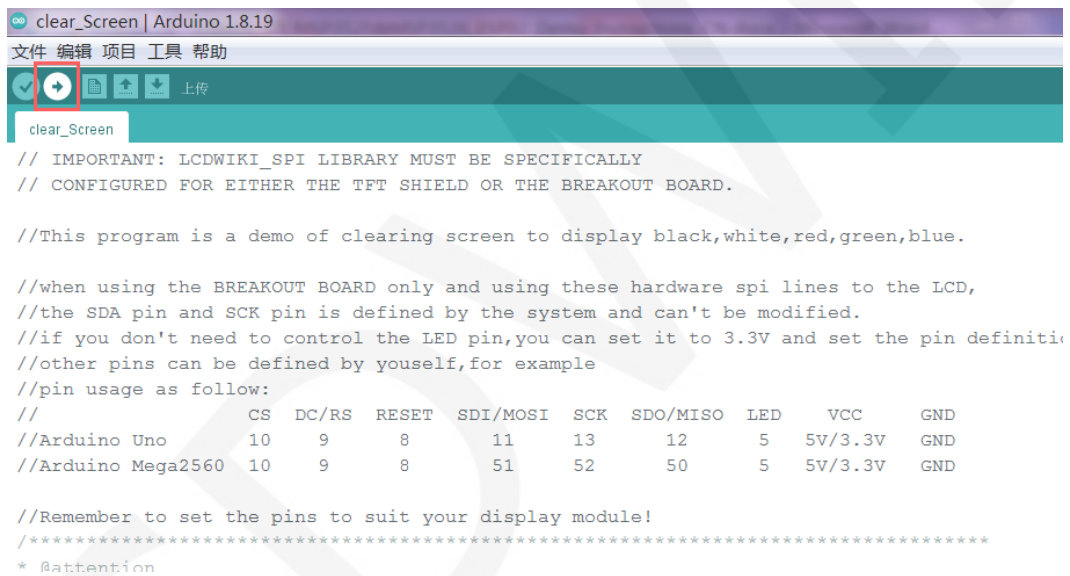 clear_Screen | Arduino 1.8.19
文件 编辑 项目 工具 帮助
上传
clear_Screen
// IMPORTANT: LCDWIKI_SPI LIBRARY MUST BE SPECIFICALLY
// CONFIGURED FOR EITHER THE TFT SHIELD OR THE BREAKOUT BOARD.
//This program is a demo of clearing screen to display black,white,red,green,blue.
//when using the BREAKOUT BOARD only and using these hardware spi lines to the LCD,
//the SDA pin and SCK pin is defined by the system and can't be modified.
//if you don't need to control the LED pin,you can set it to 3.3V and set the pin definitio
//other pins can be defined by youself,for example
//pin usage as follow:
// CS DC/RS RESET SDI/MOSI SCK SDO/MISO LED VCC GND
//Arduino Uno 10 9 8 11 13 12 5 5V/3.3V GND
//Arduino Mega2560 10 9 8 51 52 50 5 5V/3.3V GND
//Remember to set the pins to suit your display module!
/***********************************************************************************
* @attention